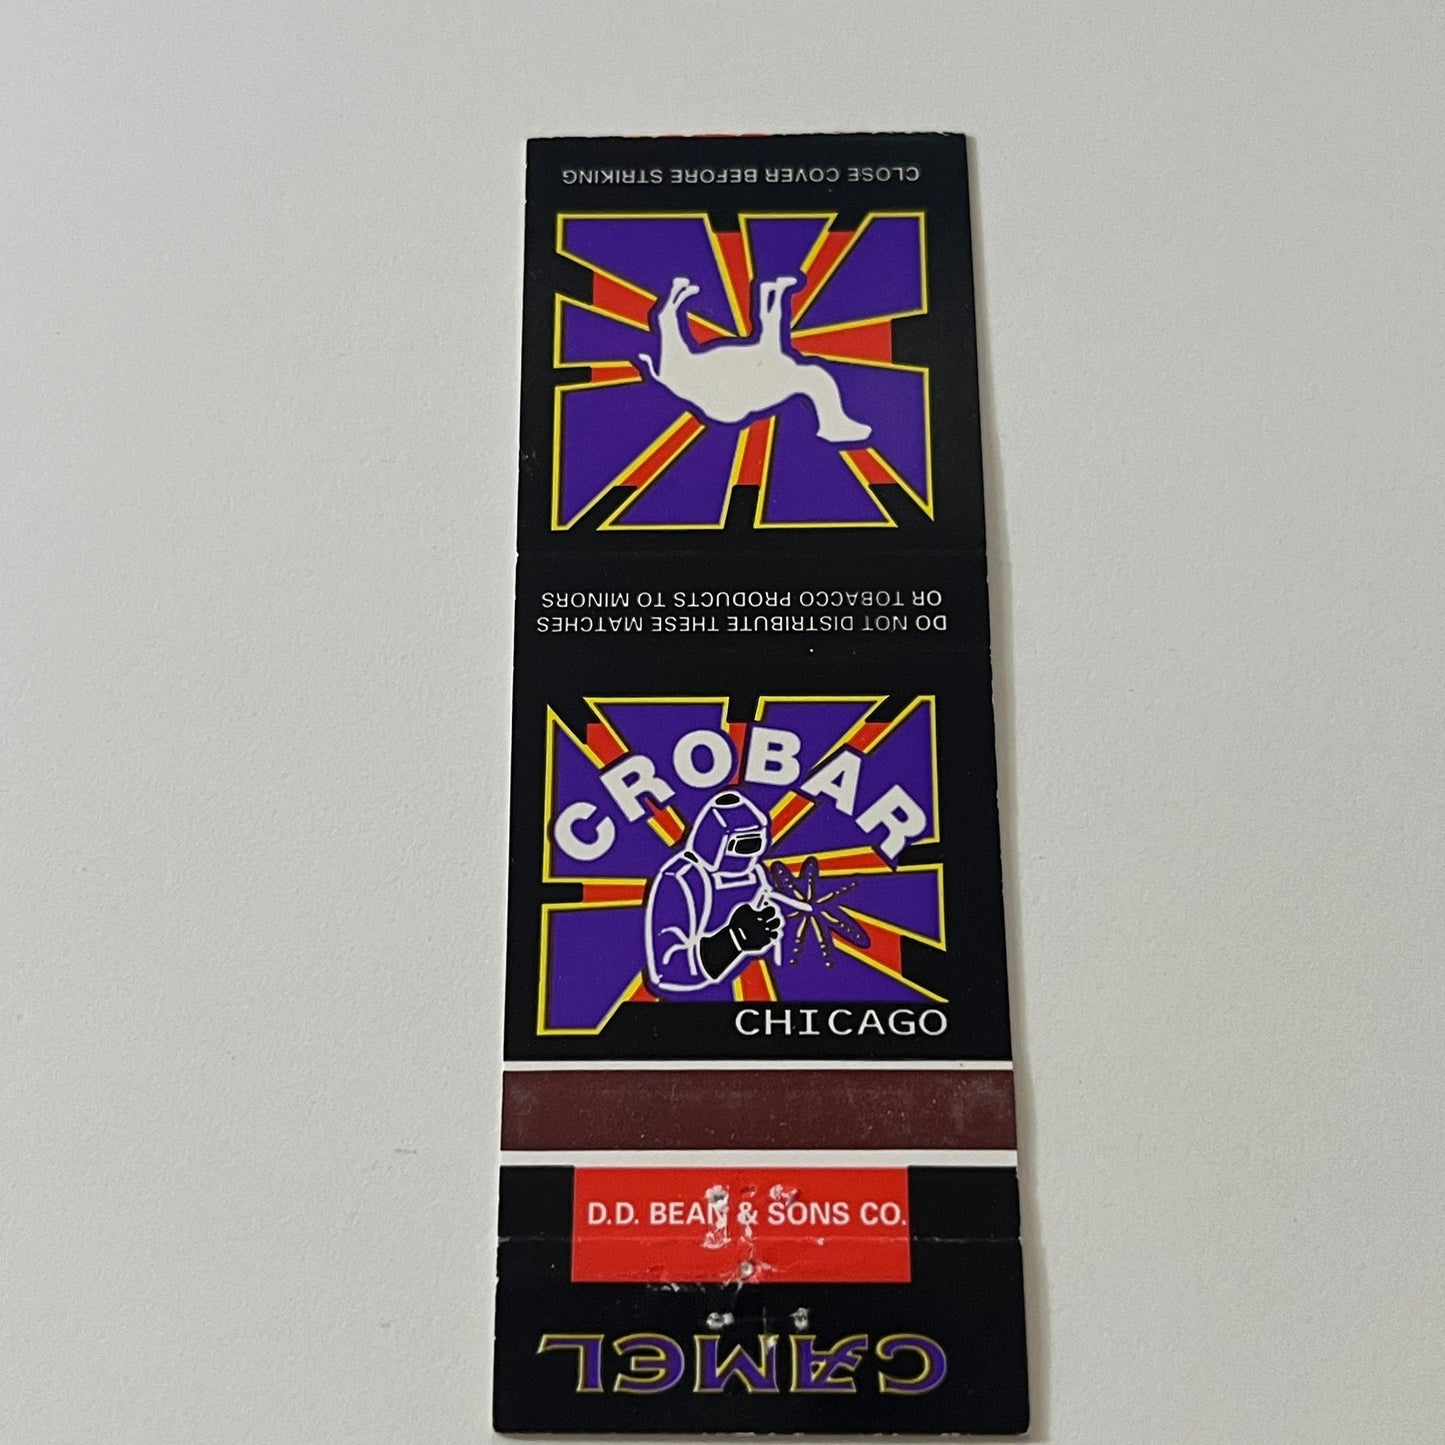 CLOSE COVER BEFORE STRIKING
DO NOT DISTRIBUTE THESE MATCHES
OR TOBACCO PRODUCTS TO MINORS
CROBAR
CHICAGO
D.D. BEAN & SONS CO.
CAMEL